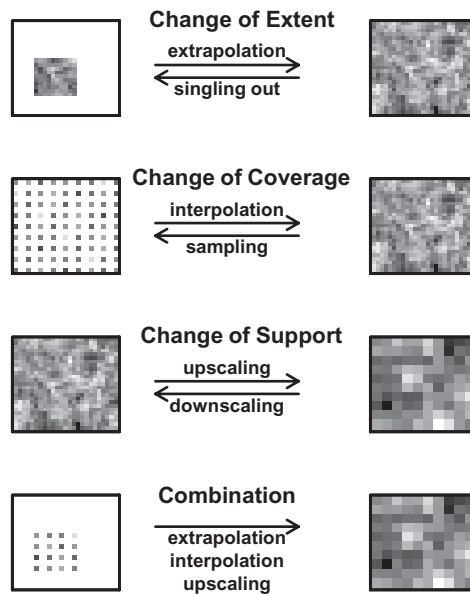 Change of Extent
extrapolation
singling out
Change of Coverage
interpolation
sampling
Change of Support
upscaling
downscaling
Combination
extrapolation
interpolation
upscaling